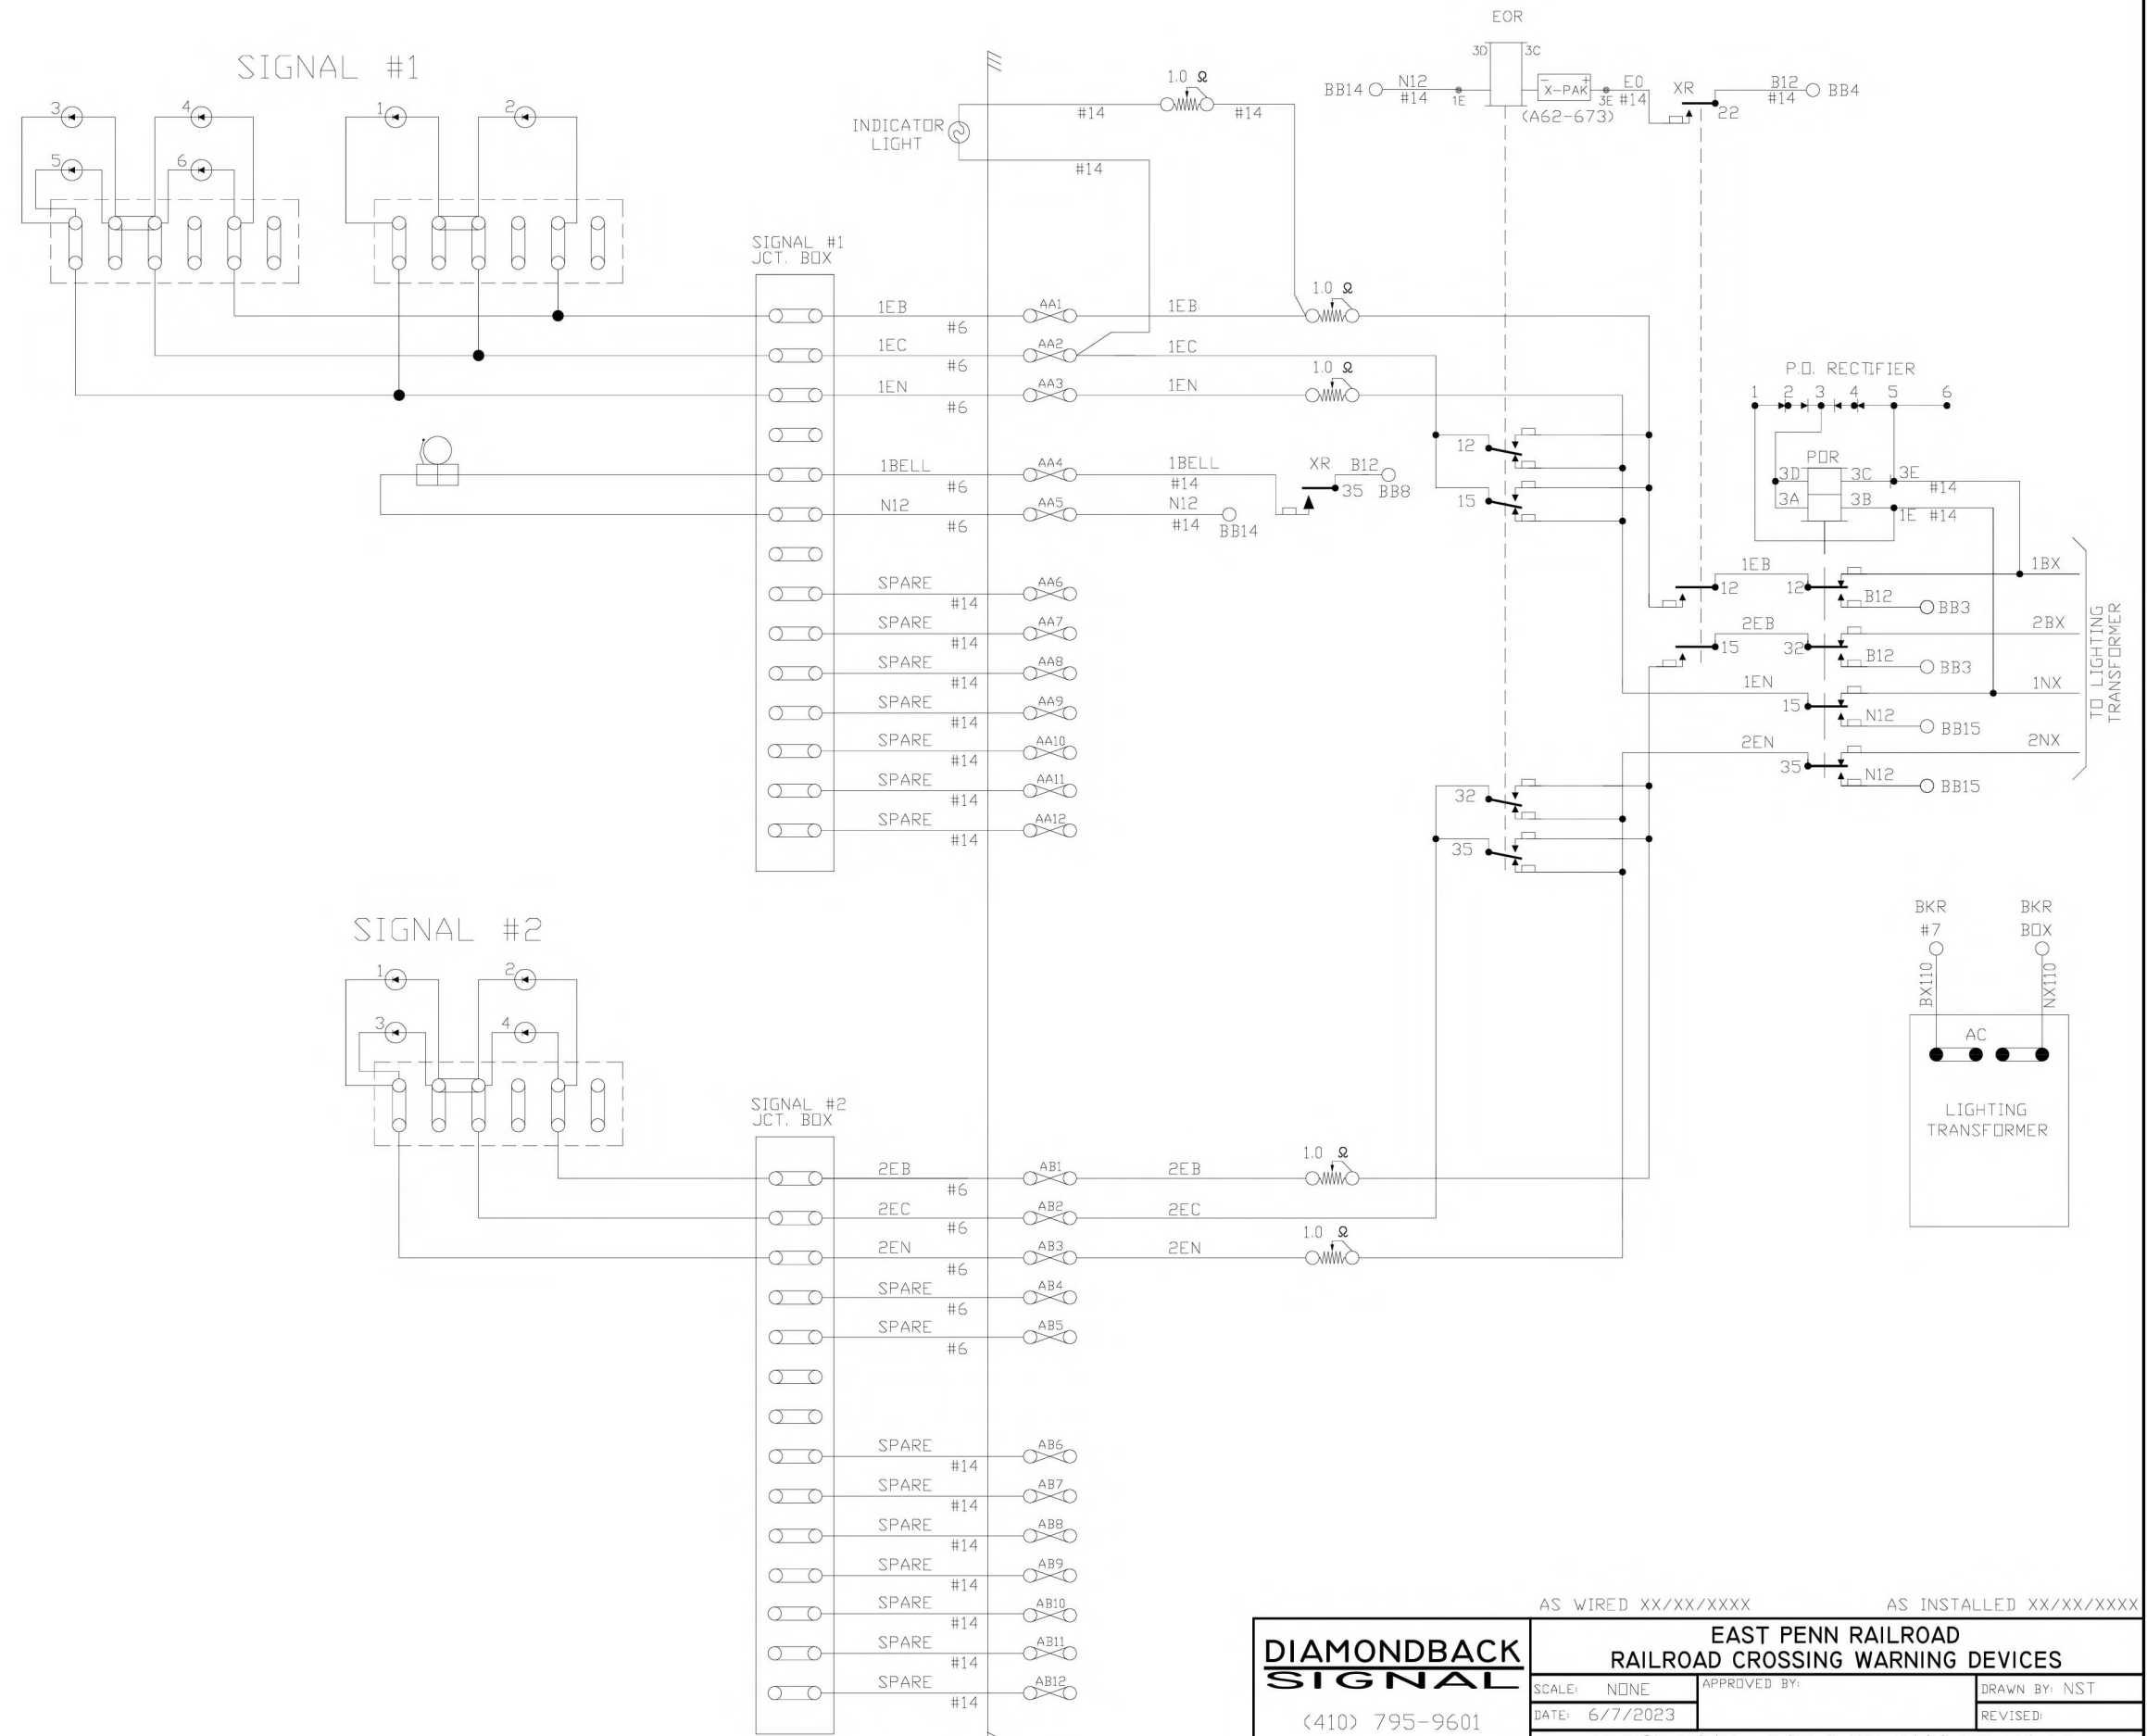 EOR
3D
3C
SIGNAL #1
1.0 Ω
BB14
N12
#14
1E
-
+
X-PAK
3E
E0
#14
XR
B12
#14
BB4
(A62-673)
22
3
4
1
2
5
6
INDICATOR
LIGHT
#14
#14
#14
SIGNAL #1
JCT. BOX
1.0 Ω
1EB
#6
AA1
1EB
1EC
#6
AA2
1EC
1.0 Ω
1EN
#6
AA3
1EN
P.O. RECTIFIER
1 2 3 4 5 6
12
15
1BELL
#6
AA4
1BELL
#14
XR
B12
35
BB8
N12
#6
AA5
N12
#14
BB14
POR
3D
3C
3E
#14
3A
3B
1E #14
1EB
12
12
1BX
B12
BB3
2EB
15
32
2BX
B12
BB3
1EN
15
1NX
N12
BB15
2EN
35
2NX
N12
BB15
TO LIGHTING
TRANSFORMER
SPARE
#14
AA6
SPARE
#14
AA7
SPARE
#14
AA8
SPARE
#14
AA9
SPARE
#14
AA10
SPARE
#14
AA11
SPARE
#14
AA12
32
35
SIGNAL #2
1
2
3
4
BKR
#7
BKR
BOX
BX110
NX110
AC
LIGHTING
TRANSFORMER
SIGNAL #2
JCT. BOX
1.0 Ω
2EB
#6
AB1
2EB
2EC
#6
AB2
2EC
1.0 Ω
2EN
#6
AB3
2EN
SPARE
#6
AB4
SPARE
#6
AB5
SPARE
#14
AB6
SPARE
#14
AB7
SPARE
#14
AB8
SPARE
#14
AB9
SPARE
#14
AB10
SPARE
#14
AB11
SPARE
#14
AB12
AS WIRED XX/XX/XXXX
AS INSTALLED XX/XX/XXXX
DIAMONDBACK
SIGNAL
(410) 795-9601
EAST PENN RAILROAD
RAILROAD CROSSING WARNING DEVICES
SCALE: NONE
APPROVED BY:
DRAWN BY: NST
DATE: 6/7/2023
REVISED: